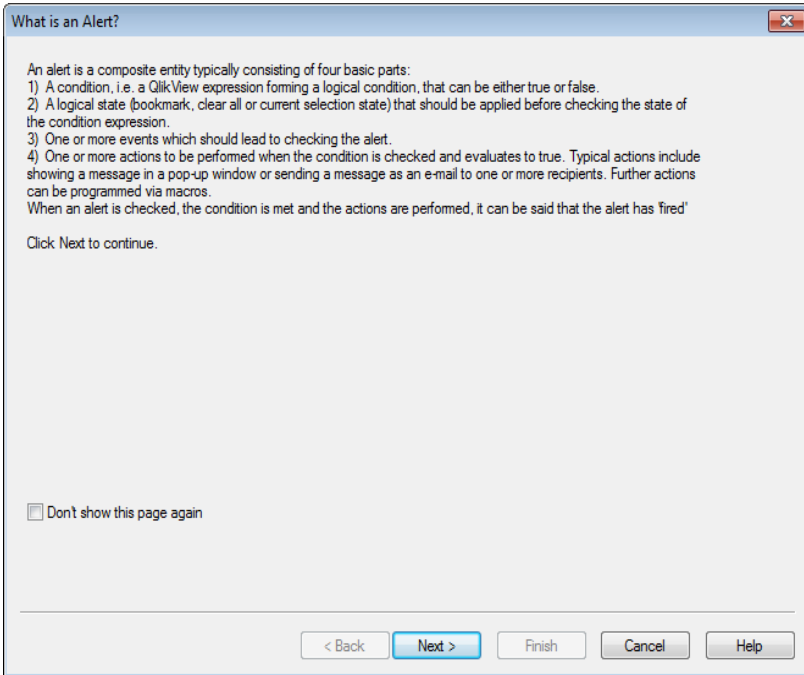 What is an Alert?
An alert is a composite entity typically consisting of four basic parts:
1) A condition, i.e. a QlikView expression forming a logical condition, that can be either true or false.
2) A logical state (bookmark, clear all or current selection state) that should be applied before checking the state of
the condition expression.
3) One or more events which should lead to checking the alert.
4) One or more actions to be performed when the condition is checked and evaluates to true. Typical actions include
showing a message in a pop-up window or sending a message as an e-mail to one or more recipients. Further actions
can be programmed via macros.
When an alert is checked, the condition is met and the actions are performed, it can be said that the alert has 'fired'
Click Next to continue.
Don't show this page again
< Back Next > Finish Cancel Help